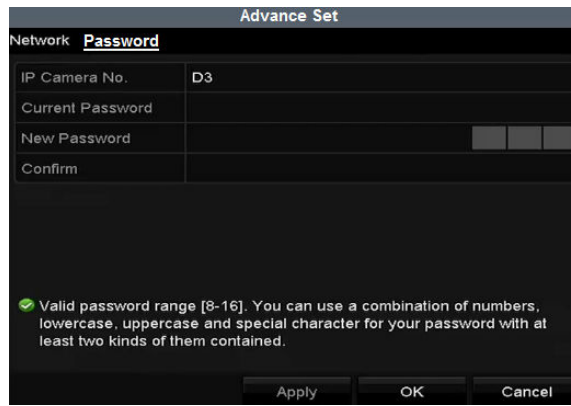 Advance Set
Network Password
IP Camera No. D3
Current Password
New Password
Confirm
Valid password range [8-16]. You can use a combination of numbers,
lowercase, uppercase and special character for your password with at
least two kinds of them contained.
Apply OK Cancel